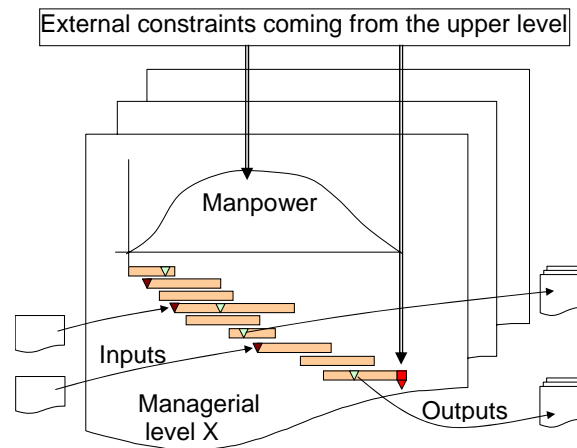 External constraints coming from the upper level
Manpower
Inputs
Managerial
level X
Outputs